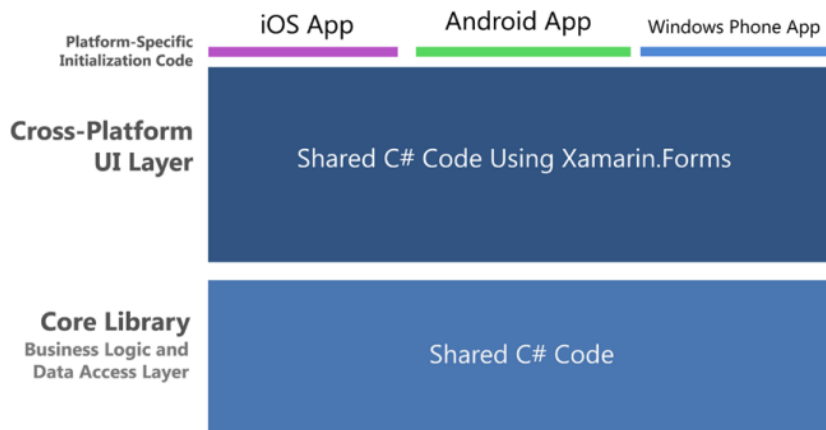 iOS App
Android App
Windows Phone App
Platform-Specific
Initialization Code
Cross-Platform
UI Layer
Shared C# Code Using Xamarin.Forms
Core Library
Business Logic and
Data Access Layer
Shared C# Code